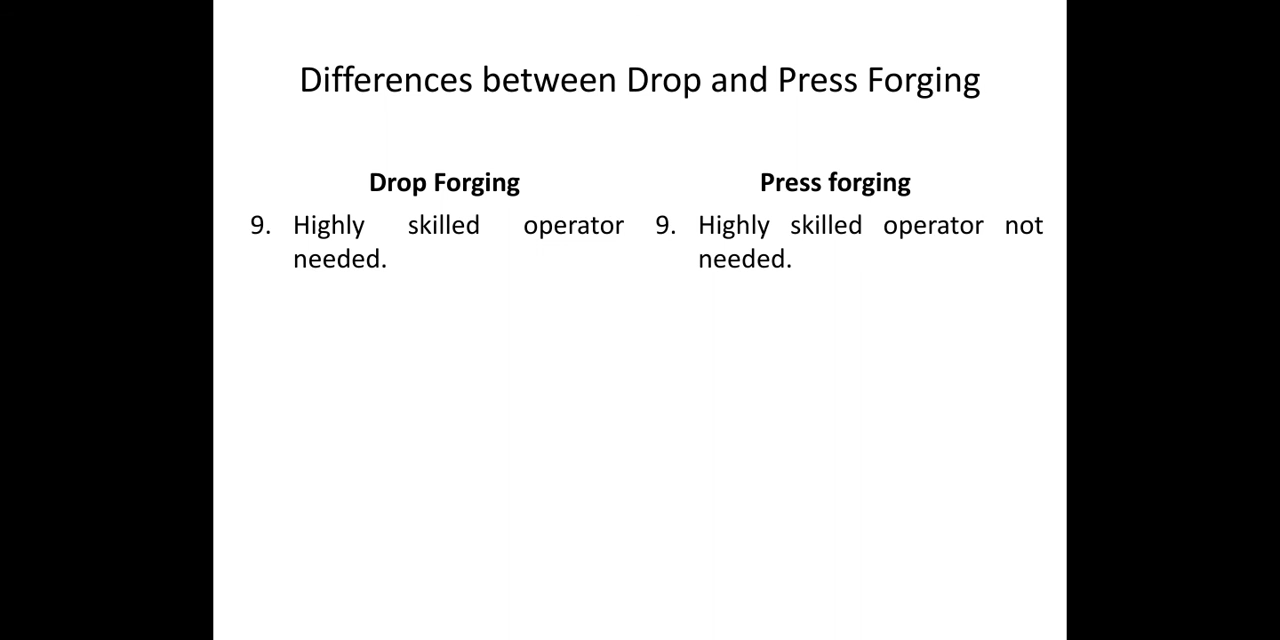 Differences between Drop and Press Forging
Drop Forging
9. Highly skilled operator
needed.
Press forging
9. Highly skilled operator not
needed.